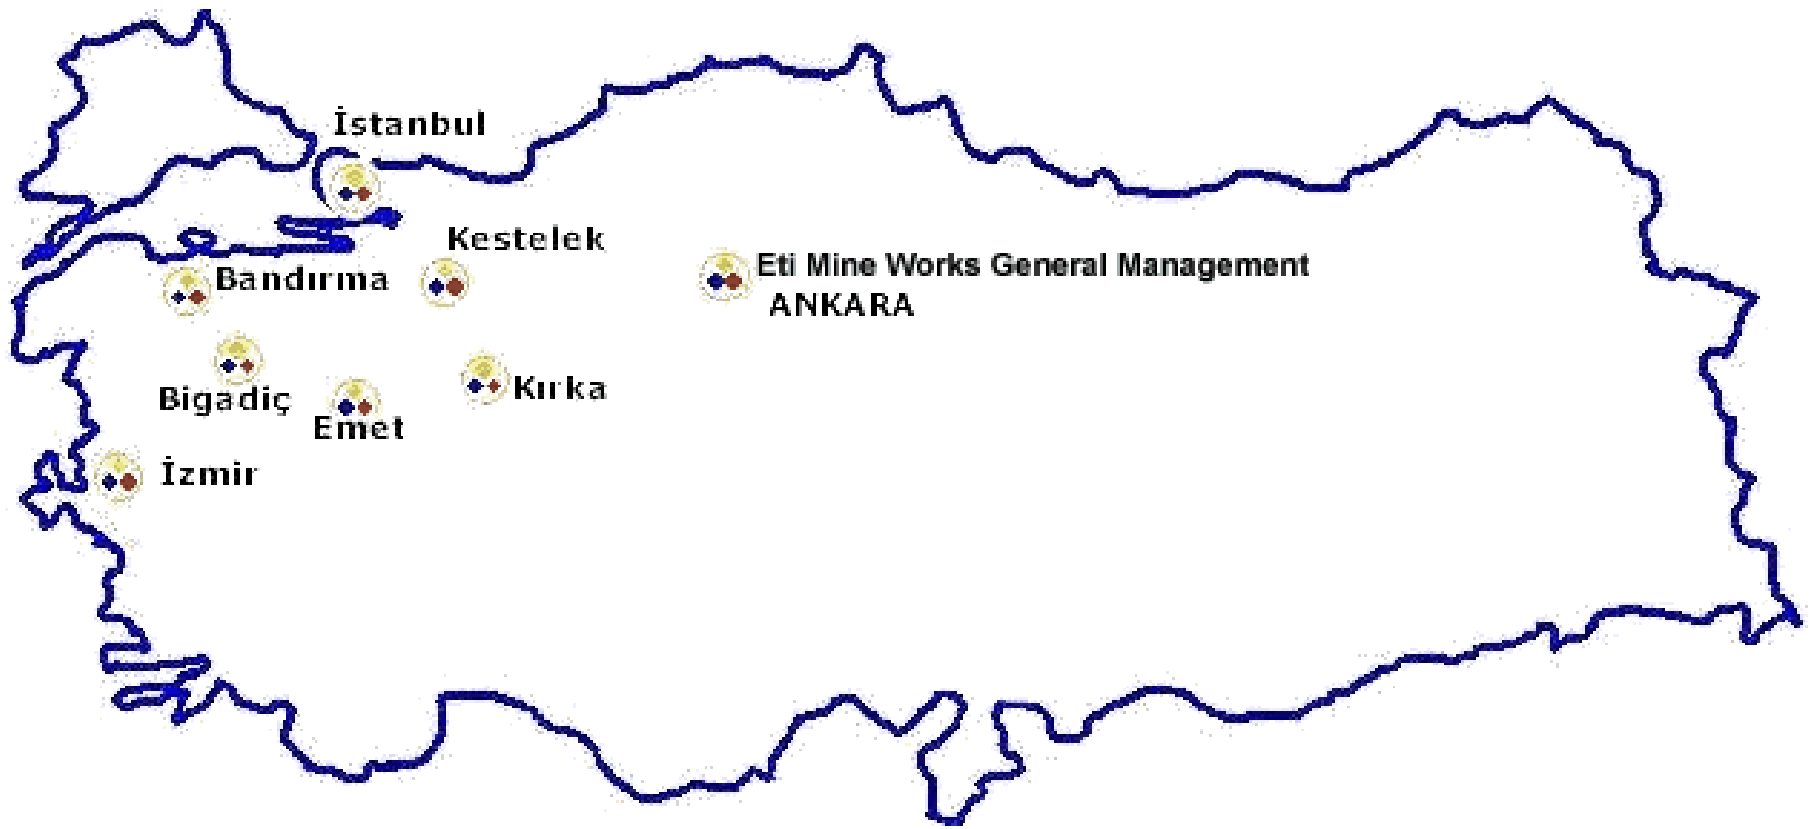 İstanbul
Kestelek
Bandırma
Eti Mine Works General Management
ANKARA
Bigadiç
Emet
Kırka
İzmir